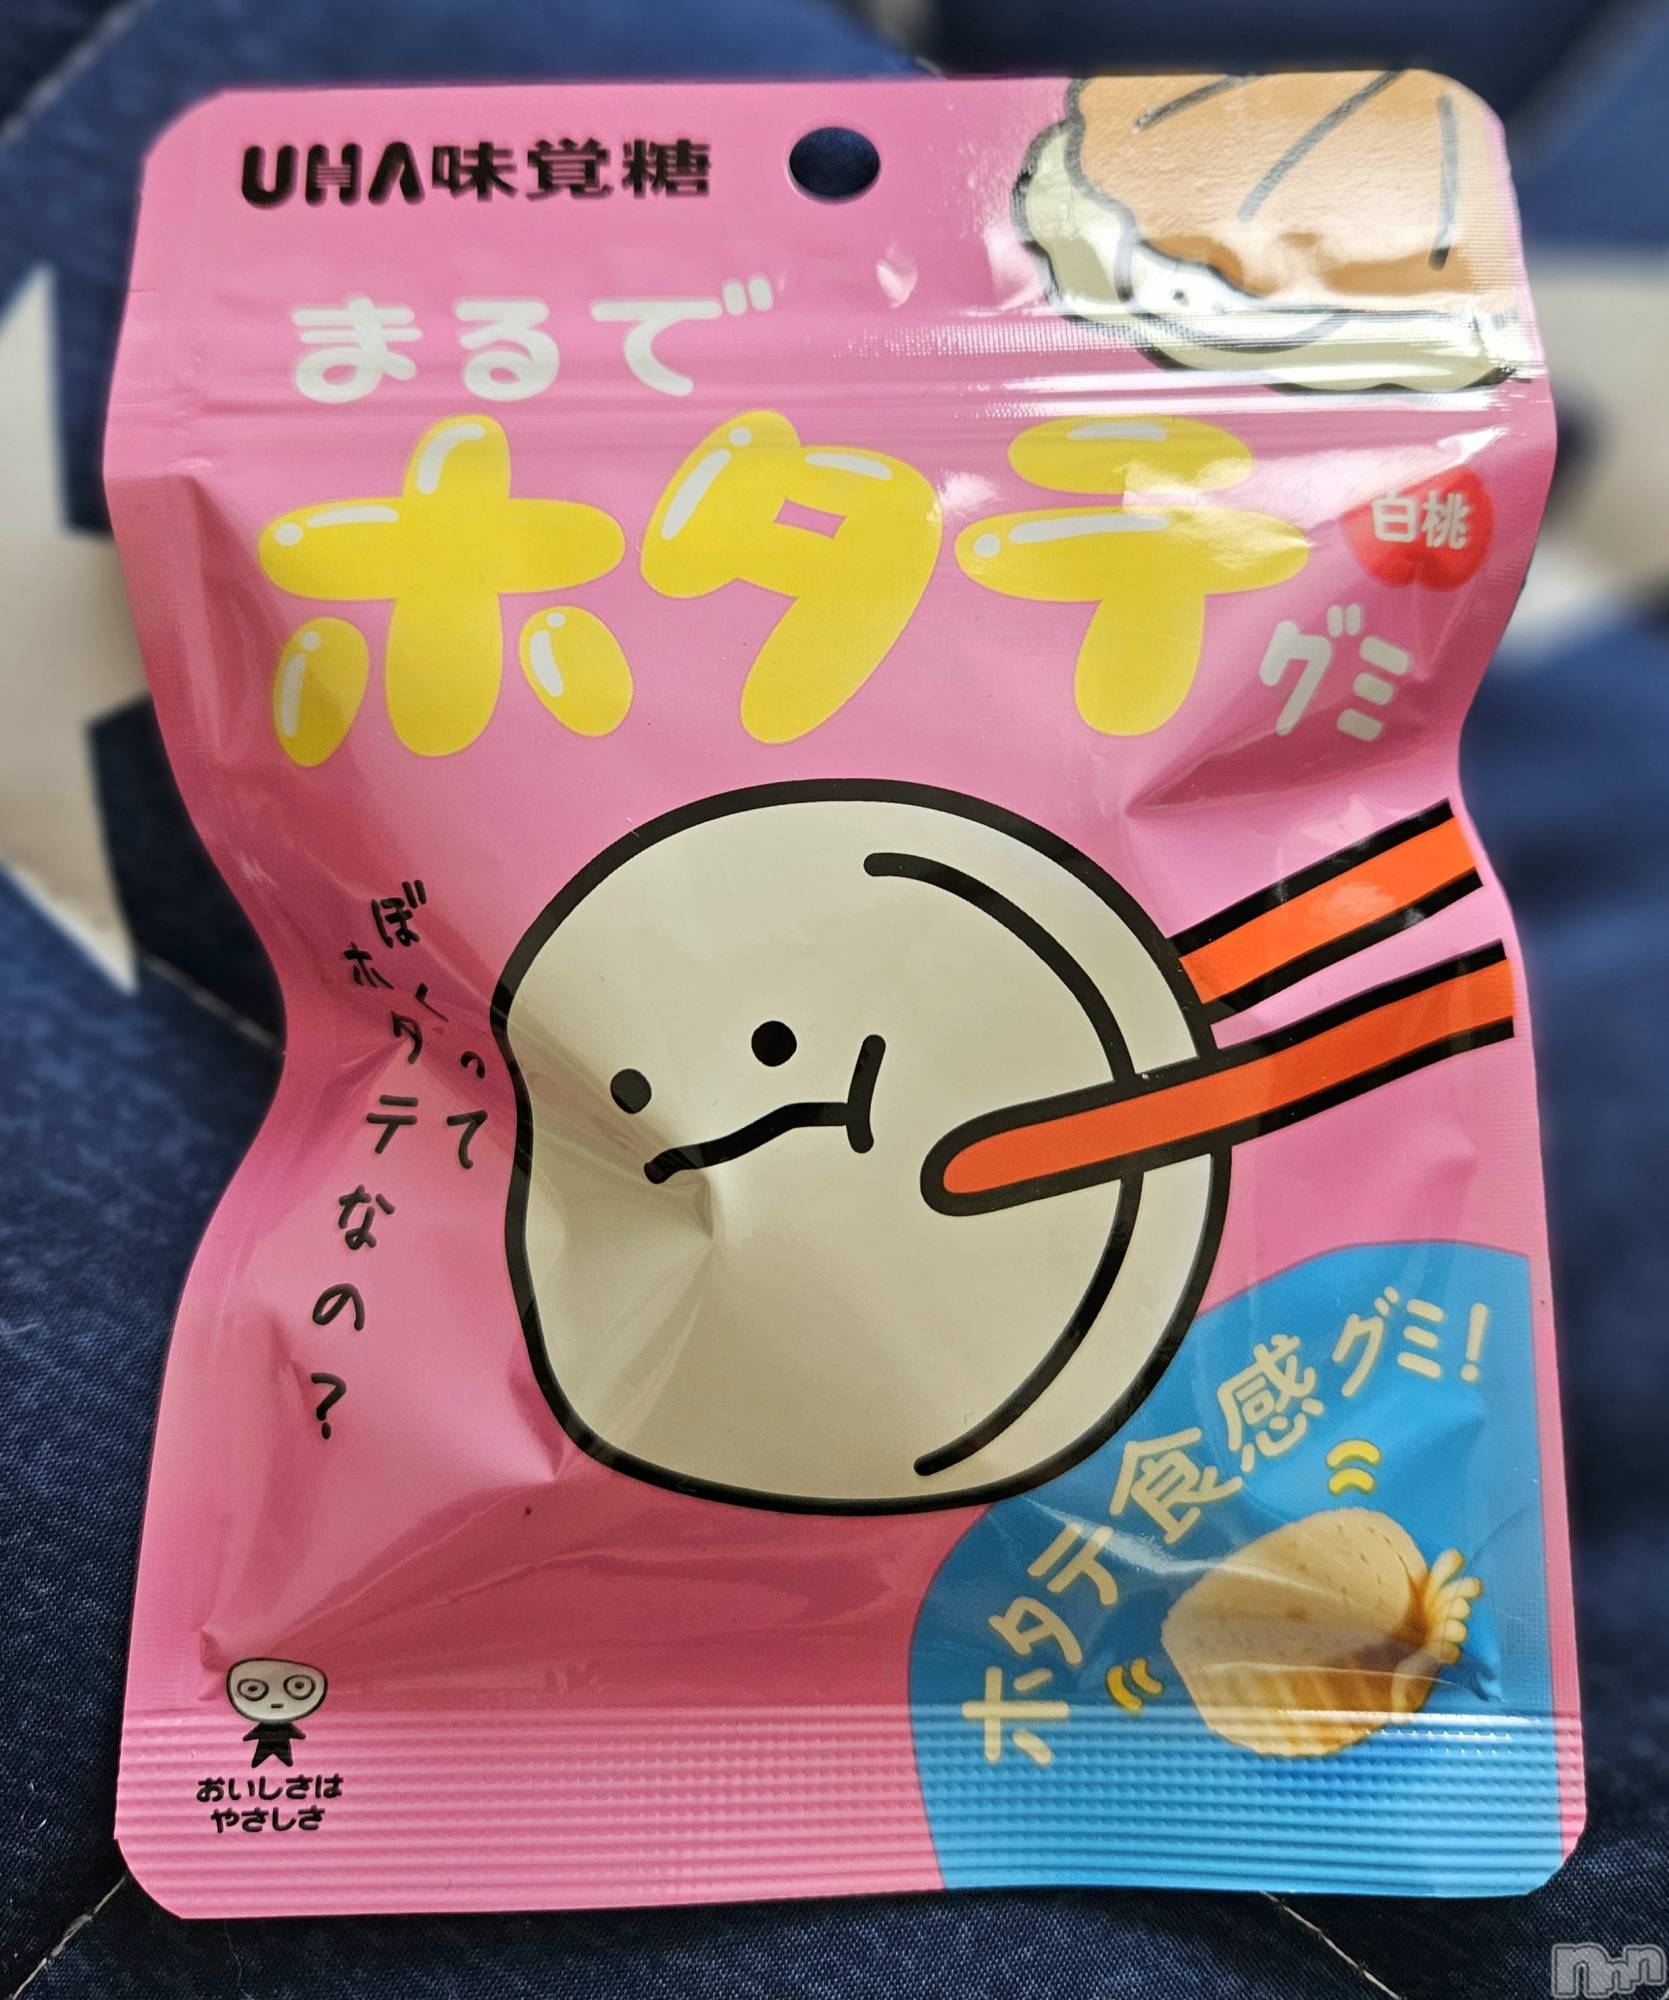 UHA味覚糖
まるで
ホタテ
白桃
グミ
ぼくって
ホタテなの?
ホタテ食感グミ!
おいしさは
やさしさ